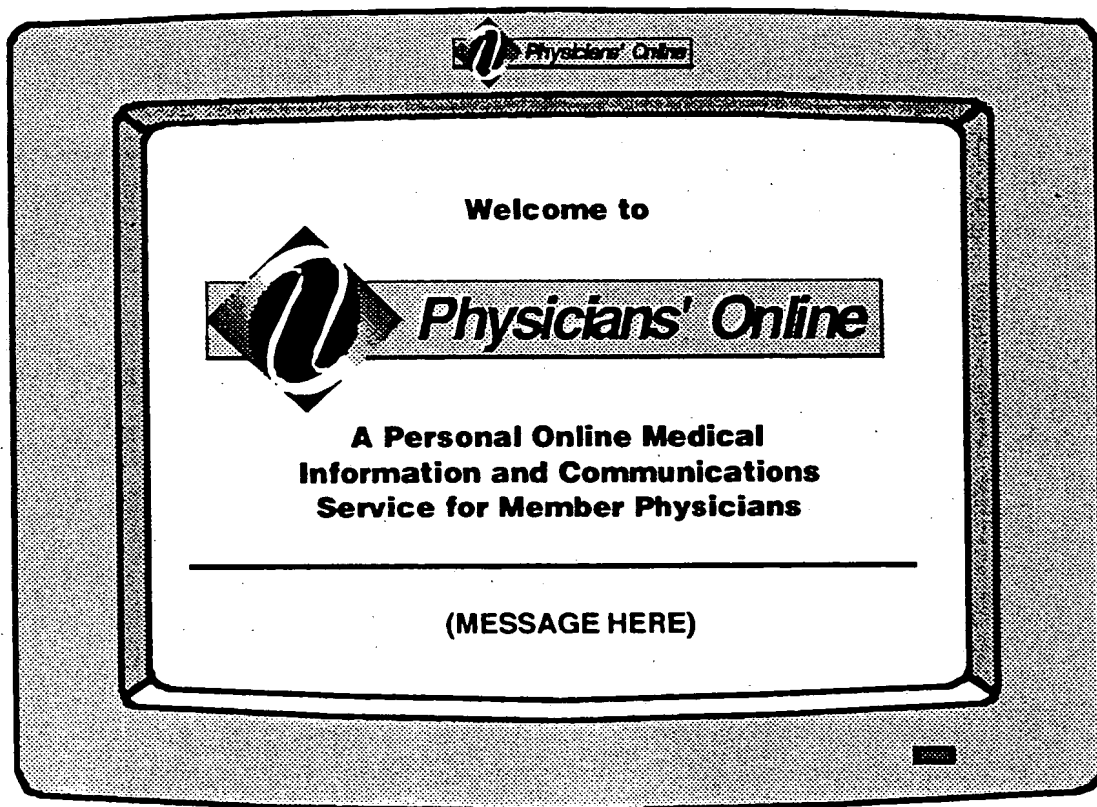 Physicians' Online
Welcome to
Physicians' Online
A Personal Online Medical
Information and Communications
Service for Member Physicians
(MESSAGE HERE)